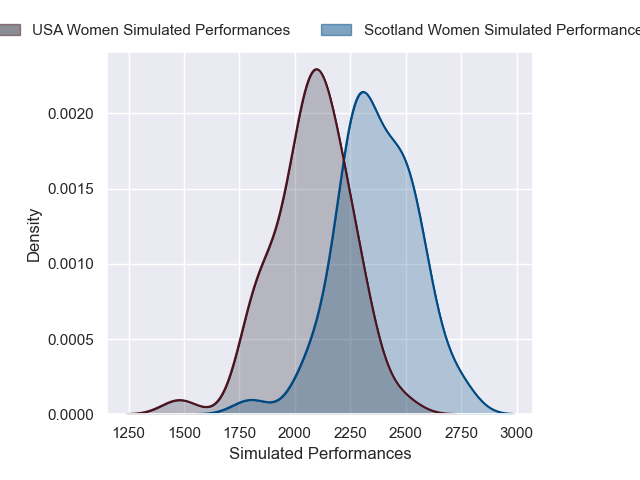 USA Women Simulated Performances Scotland Women Simulated Performance
0.0020
0.0015
0.0010
0.0005
0.0000
Density
1250 1500 1750 2000 2250 2500 2750 3000
Simulated Performances